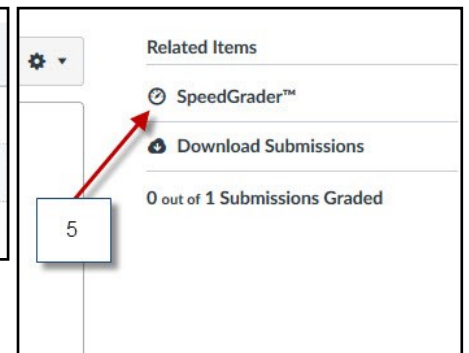 Related Items
SpeedGrader™
Download Submissions
0 out of 1 Submissions Graded
5